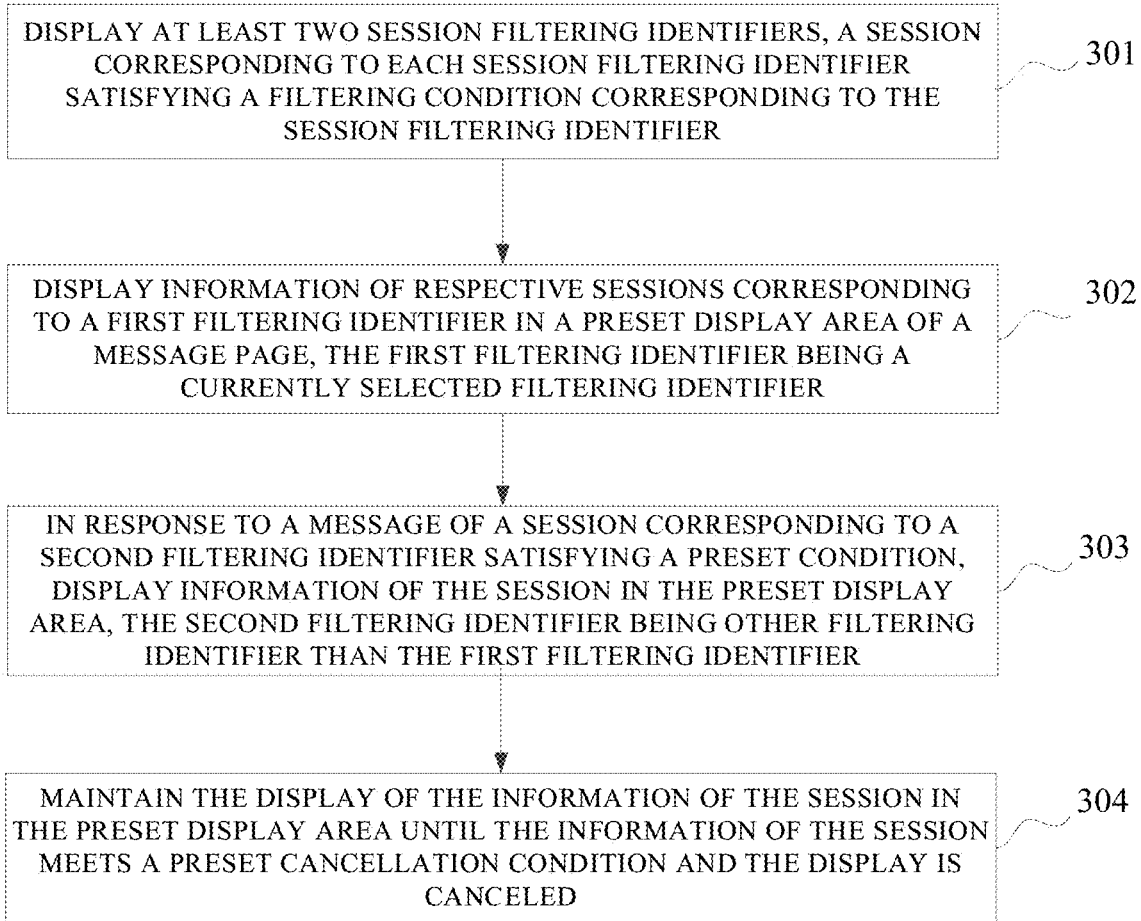 DISPLAY AT LEAST TWO SESSION FILTERING IDENTIFIERS, A SESSION
CORRESPONDING TO EACH SESSION FILTERING IDENTIFIER
SATISFYING A FILTERING CONDITION CORRESPONDING TO THE
SESSION FILTERING IDENTIFIER
301
DISPLAY INFORMATION OF RESPECTIVE SESSIONS CORRESPONDING
TO A FIRST FILTERING IDENTIFIER IN A PRESET DISPLAY AREA OF A
MESSAGE PAGE, THE FIRST FILTERING IDENTIFIER BEING A
CURRENTLY SELECTED FILTERING IDENTIFIER
302
IN RESPONSE TO A MESSAGE OF A SESSION CORRESPONDING TO A
SECOND FILTERING IDENTIFIER SATISFYING A PRESET CONDITION,
DISPLAY INFORMATION OF THE SESSION IN THE PRESET DISPLAY
AREA, THE SECOND FILTERING IDENTIFIER BEING OTHER FILTERING
IDENTIFIER THAN THE FIRST FILTERING IDENTIFIER
303
MAINTAIN THE DISPLAY OF THE INFORMATION OF THE SESSION IN
THE PRESET DISPLAY AREA UNTIL THE INFORMATION OF THE SESSION
MEETS A PRESET CANCELLATION CONDITION AND THE DISPLAY IS
CANCELED
304